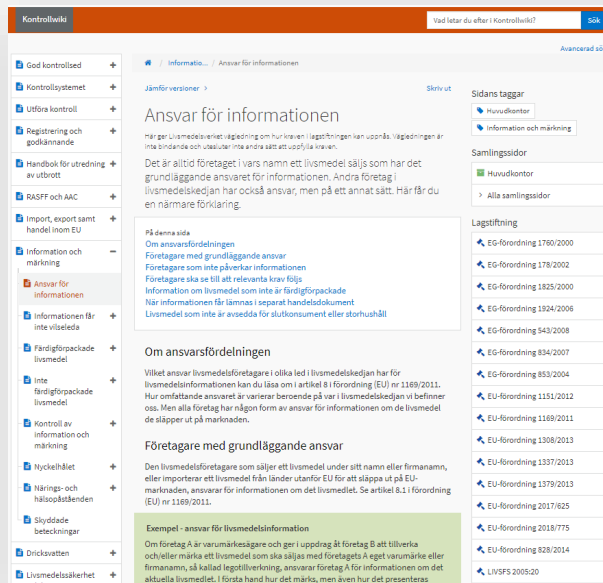 Kontrollwiki
Vad letar du efter i Kontrollwiki?
Sök
Avancerad sö
God kontrollsed
Kontrollsystemet
Utföra kontroll
Registrering och
godkännande
Handbok för utredning
av utbrott
RASFF och AAC
Import, export samt
handel inom EU
Information och
märkning
Ansvar för
informationen
Informationen får
inte vilseleda
Färdigförpackade
livsmedel
Inte
färdigförpackade
livsmedel
Kontroll av
information och
märkning
Nyckelhålet
Närings- och
hälsopåståenden
Skyddade
beteckningar
Dricksvatten
Livsmedelssäkerhet
/ Informatio... / Ansvar för informationen
Jämför versioner >
Skriv ut
Ansvar för informationen
Här ger Livsmedelsverket vägledning om hur kraven i lagstiftningen kan uppnås. Vägledningen är
inte bindande och utesluter inte andra sätt att uppfylla kraven.
Det är alltid företaget i vars namn ett livsmedel säljs som har det
grundläggande ansvaret för informationen. Andra företag i
livsmedelskedjan har också ansvar, men på ett annat sätt. Här får du
en närmare förklaring.
På denna sida
Om ansvarsfördelningen
Företagare med grundläggande ansvar
Företagare som inte påverkar informationen
Företagare ska se till att relevanta krav följs
Information om livsmedel som inte är färdigförpackade
När informationen får lämnas i separat handelsdokument
Livsmedel som inte är avsedda för slutkonsument eller storhushåll
Om ansvarsfördelningen
Vilket ansvar livsmedelsföretagare i olika led i livsmedelskedjan har för
livsmedelsinformationen kan du läsa om i artikel 8 i förordning (EU) nr 1169/2011.
Hur omfattande ansvaret är varierar beroende på var i livsmedelskedjan vi befinner
oss. Men alla företag har någon form av ansvar för informationen om de livsmedel
de släpper ut på marknaden.
Företagare med grundläggande ansvar
Den livsmedelsföretagare som säljer ett livsmedel under sitt namn eller firmanamn,
eller importerar ett livsmedel från länder utanför EU för att släppa ut på EU-
marknaden, ansvarar för informationen om det livsmedlet. Se artikel 8.1 i förordning
(EU) nr 1169/2011.
Exempel - ansvar för livsmedelsinformation
Om företag A är varumärkesägare och ger i uppdrag åt företag B att tillverka
och/eller märka ett livsmedel som ska säljas med företagets A eget varumärke eller
firmanamn, så kallad legotillverkning, ansvarar företag A för informationen om det
aktuella livsmedlet. I första hand hur det märks, men även hur det presenteras
Sidans taggar
Huvudkontor
Information och märkning
Samlingssidor
Huvudkontor
> Alla samlingssidor
Lagstiftning
EG-förordning 1760/2000
EG-förordning 178/2002
EG-förordning 1825/2000
EG-förordning 1924/2006
EG-förordning 543/2008
EG-förordning 834/2007
EG-förordning 853/2004
EU-förordning 1151/2012
EU-förordning 1169/2011
EU-förordning 1308/2013
EU-förordning 1337/2013
EU-förordning 1379/2013
EU-förordning 2017/625
EU-förordning 2018/775
EU-förordning 828/2014
LIVSFS 2005:20